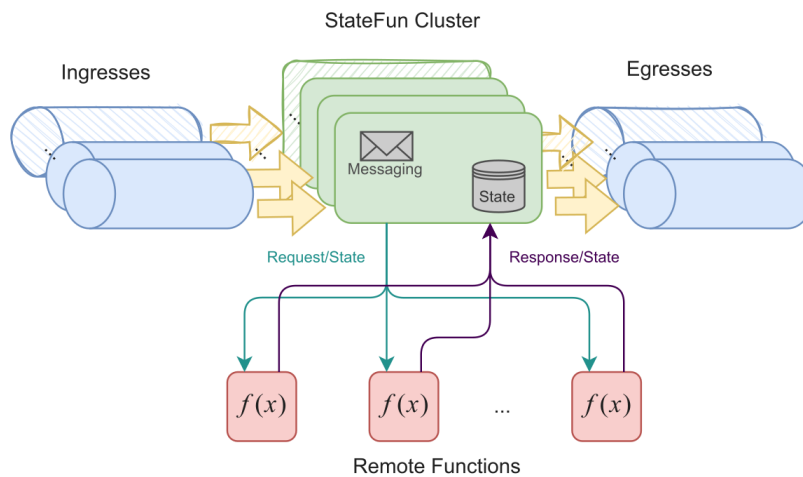 StateFun Cluster
Ingresses
Egresses
Messaging
State
Request/State
Response/State
f(x)
f(x)
...
f(x)
Remote Functions